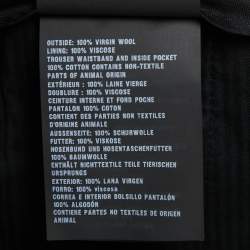 OUTSIDE: 100% VIRGIN WOOL
LINING: 100% VISCOSE
TROUSER WAISTBAND AND INSIDE POCKET
100% COTTON CONTAINS NON-TEXTILE
PARTS OF ANIMAL ORIGIN
EXTÉRIEUR : 100% LAINE VIERGE
DOUBLURE : 100% VISCOSE
CEINTURE INTERNE ET FOND POCHE
PANTALON 100% COTON
CONTIENT DES PARTIES NON-TEXTILES
D'ORIGINE ANIMALE
AUSSENSEITE: 100% SCHURWOLLE
FUTTER: 100% VISKOSE
HOSENBUND UND HOSENTASCHENFUTTER
100% BAUMWOLLE
ENTHÄLT NICHTTEXTILE TEILE TIERISCHEN
URSPRUNGS
EXTERIOR: 100% LANA VIRGEN
FORRO: 100% VISCOSA
CORREA E INTERIOR BOLSILLO PANTALÓN
100% ALGODÓN
CONTIENE PARTES NO TEXTILES DE ORIGEN
ANIMAL